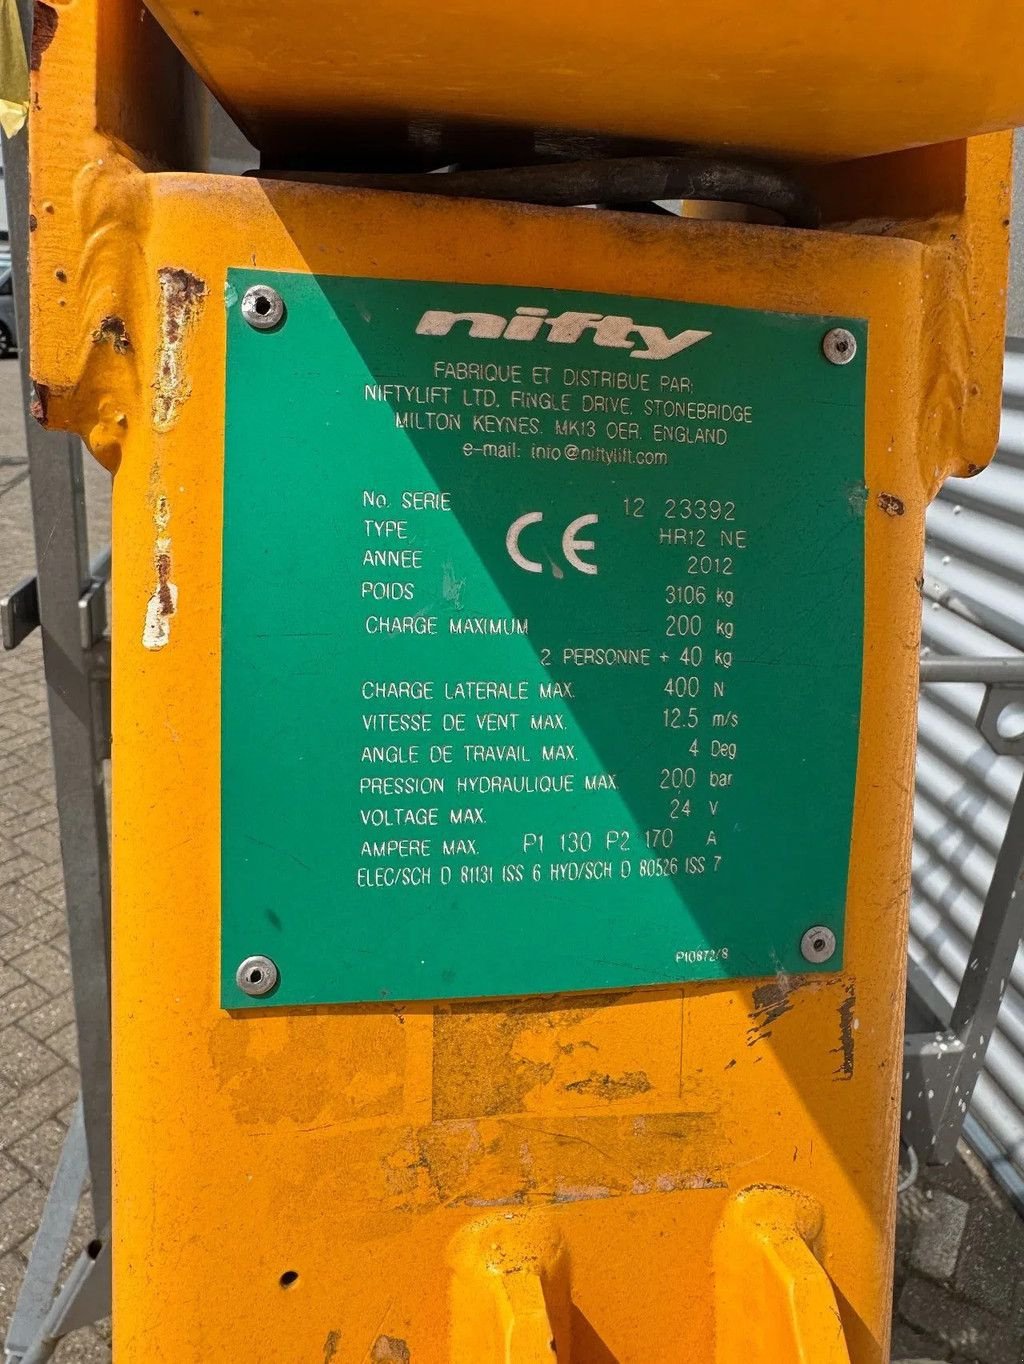 nifty
FABRIQUE ET DISTRIBUE PAR:
NIFTYLIFT LTD. FINGLE DRIVE, STONEBRIDGE
MILTON KEYNES. MK13 OER. ENGLAND
e-mail: info@niftylift.com
No. SERIE 12 23392
TYPE HR12 NE
CE
ANNEE 2012
POIDS 3106 kg
CHARGE MAXIMUM 200 kg
2 PERSONNE + 40 kg
CHARGE LATERALE MAX. 400 N
VITESSE DE VENT MAX. 12.5 m/s
ANGLE DE TRAVAIL MAX. 4 Deg
PRESSION HYDRAULIQUE MAX. 200 bar
VOLTAGE MAX. 24 V
AMPERE MAX. P1 130 P2 170 A
ELEC/SCH D 81131 ISS 6 HYD/SCH D 80526 ISS 7
P10872/8